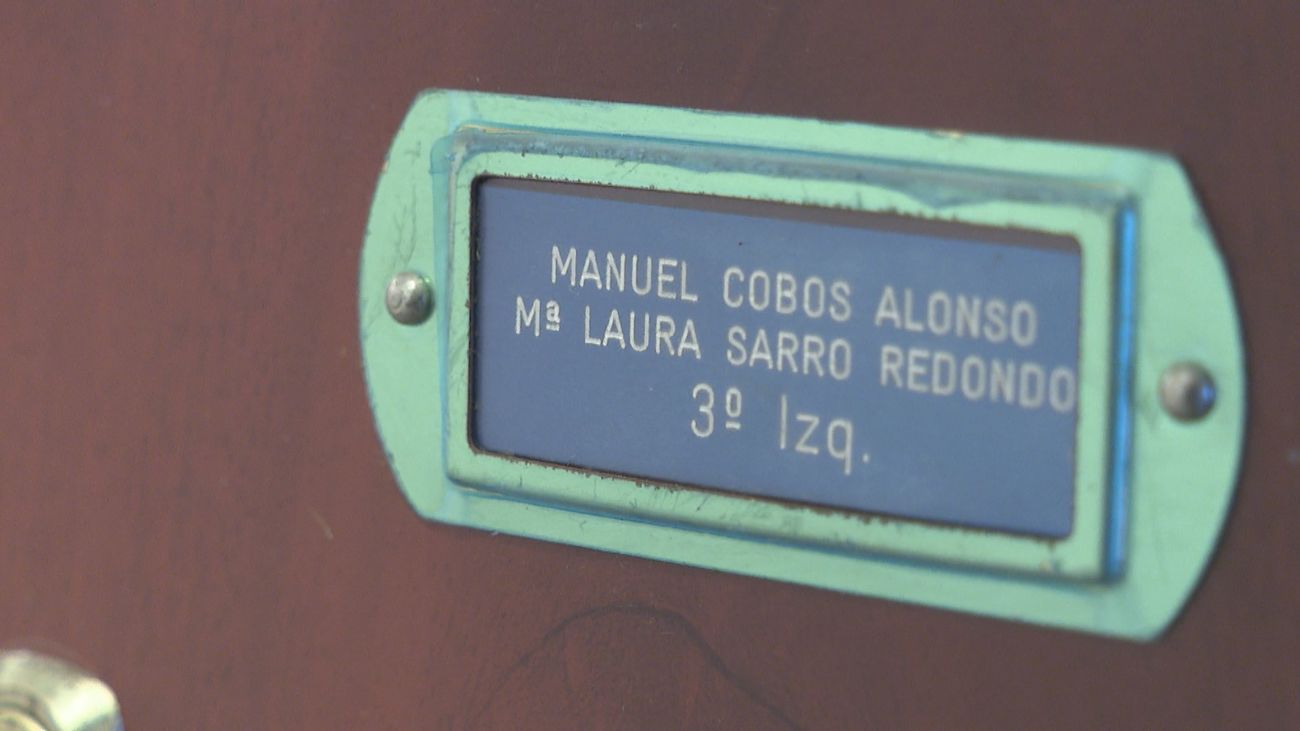 MANUEL COBOS ALONSO
Mª LAURA SARRO REDONDO
3º Izq.